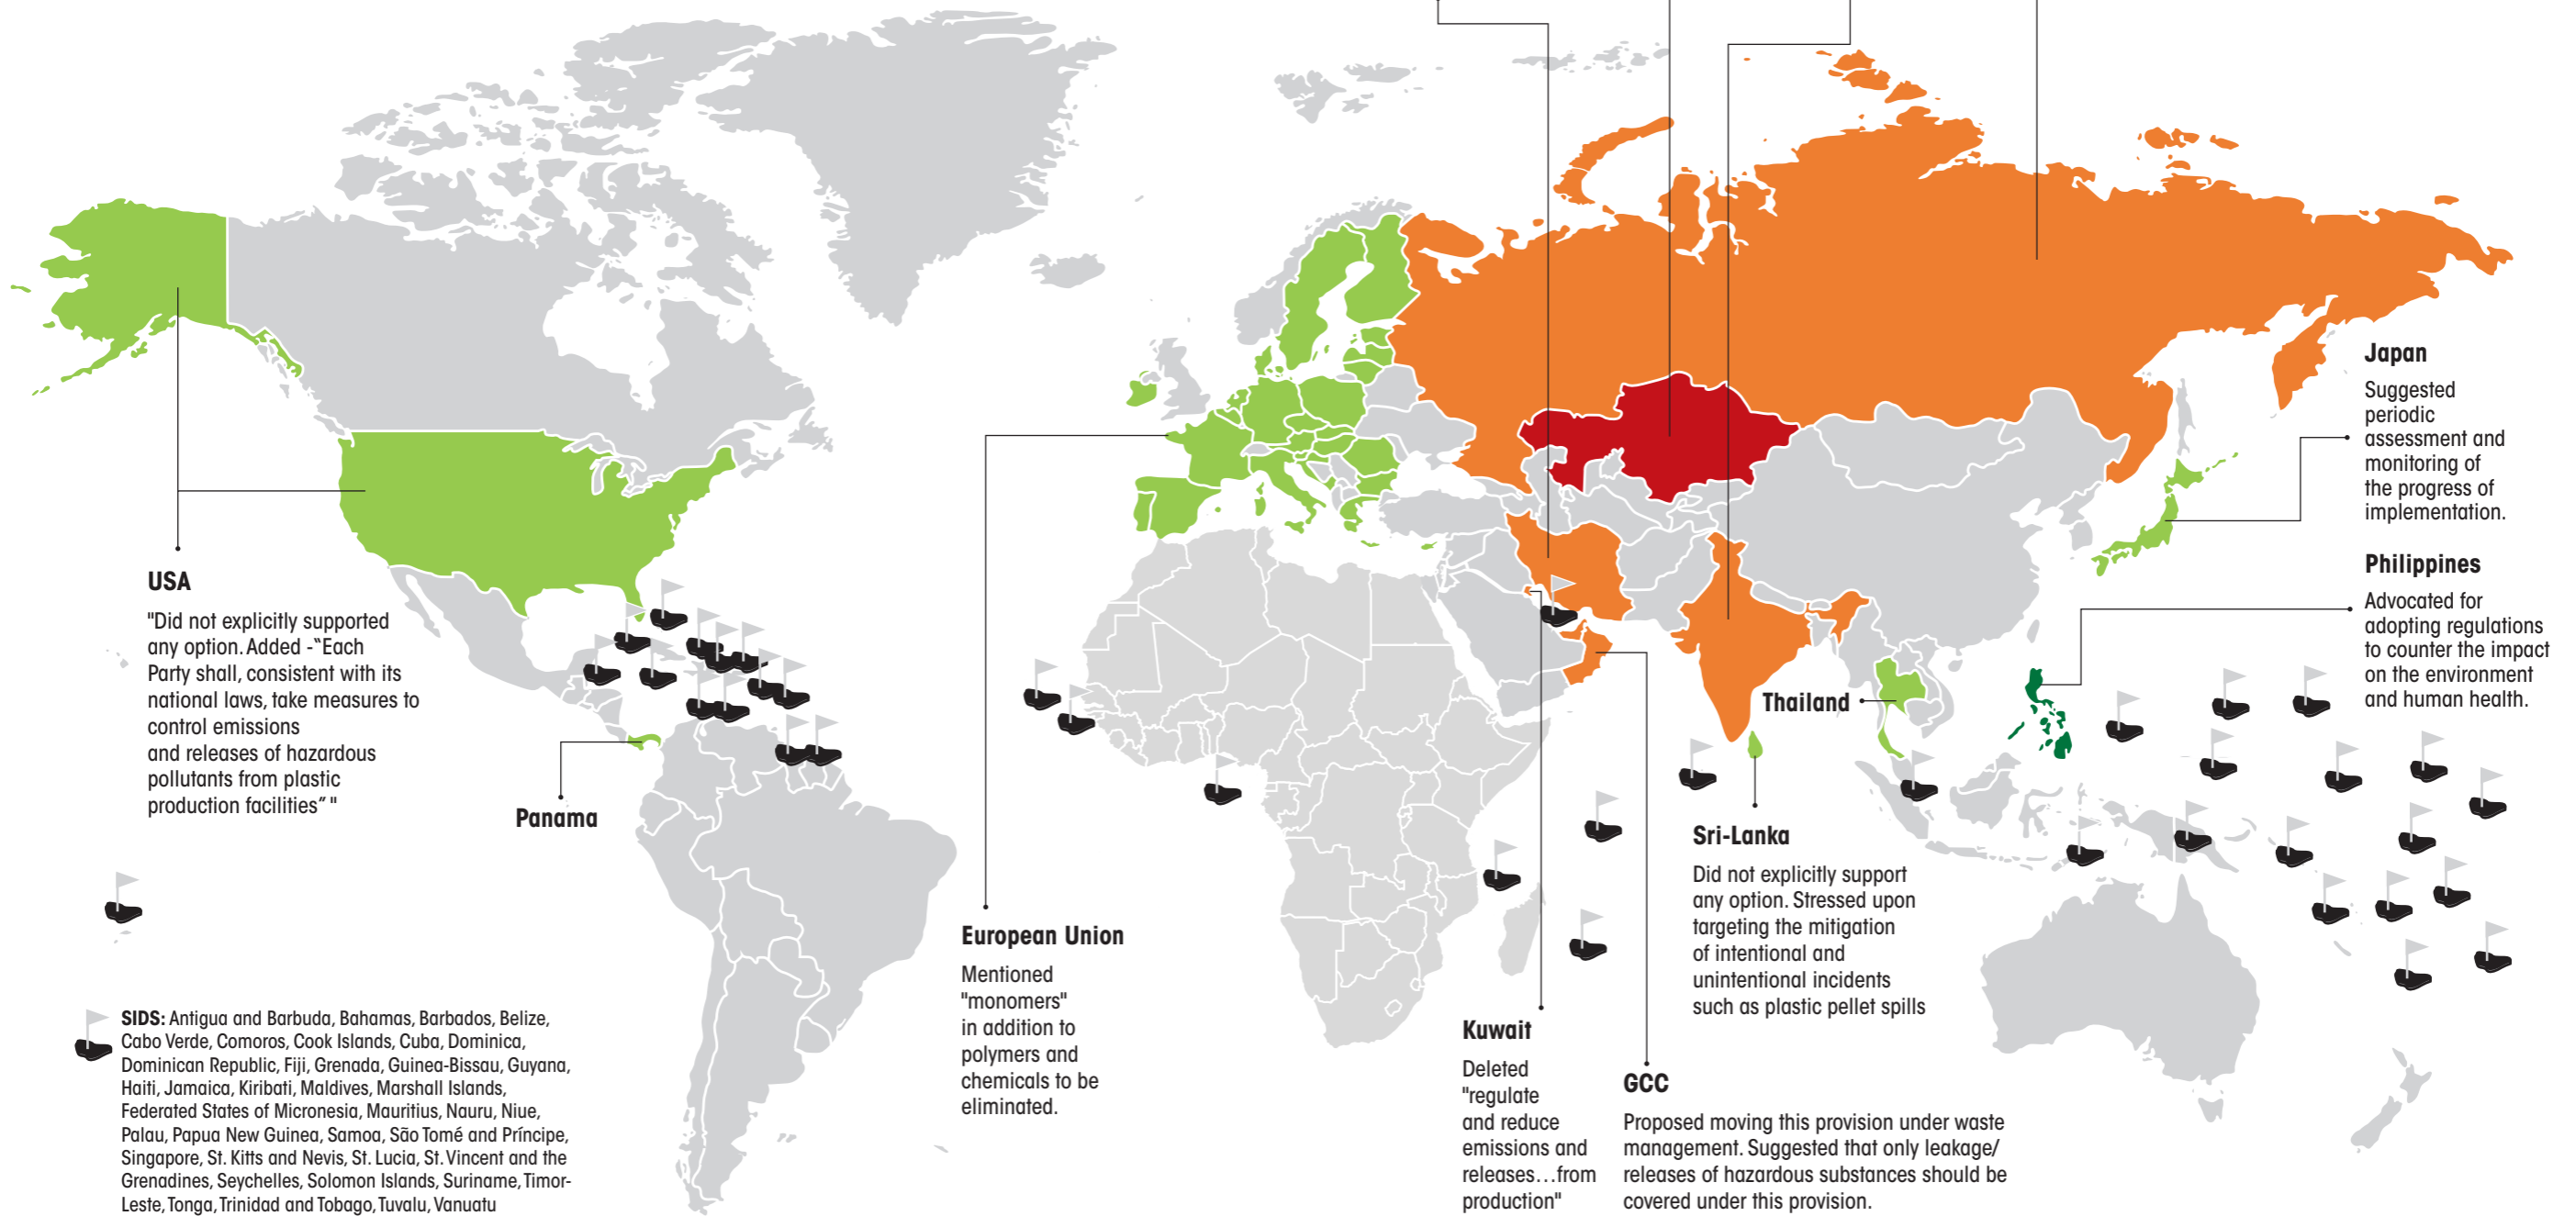 USA
"Did not explicitly supported
any option. Added -“Each
Party shall, consistent with its
national laws, take measures to
control emissions
and releases of hazardous
pollutants from plastic
production facilities” "
Panama
SIDS: Antigua and Barbuda, Bahamas, Barbados, Belize,
Cabo Verde, Comoros, Cook Islands, Cuba, Dominica,
Dominican Republic, Fiji, Grenada, Guinea-Bissau, Guyana,
Haiti, Jamaica, Kiribati, Maldives, Marshall Islands,
Federated States of Micronesia, Mauritius, Nauru, Niue,
Palau, Papua New Guinea, Samoa, São Tomé and Príncipe,
Singapore, St. Kitts and Nevis, St. Lucia, St. Vincent and the
Grenadines, Seychelles, Solomon Islands, Suriname, Timor-
Leste, Tonga, Trinidad and Tobago, Tuvalu, Vanuatu
European Union
Mentioned
"monomers"
in addition to
polymers and
chemicals to be
eliminated.
Kuwait
Deleted
"regulate
and reduce
emissions and
releases...from
production"
GCC
Proposed moving this provision under waste
management. Suggested that only leakage/
releases of hazardous substances should be
covered under this provision.
Sri-Lanka
Did not explicitly support
any option. Stressed upon
targeting the mitigation
of intentional and
unintentional incidents
such as plastic pellet spills
Thailand
Japan
Suggested
periodic
assessment and
monitoring of
the progress of
implementation.
Philippines
Advocated for
adopting regulations
to counter the impact
on the environment
and human health.